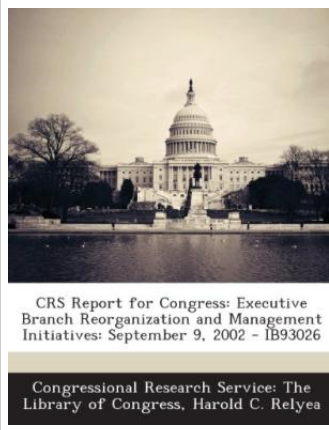 CRS Report for Congress: Executive
Branch Reorganization and Management
Initiatives: September 9, 2002 - IB93026
Congressional Research Service: The
Library of Congress, Harold C. Relyea